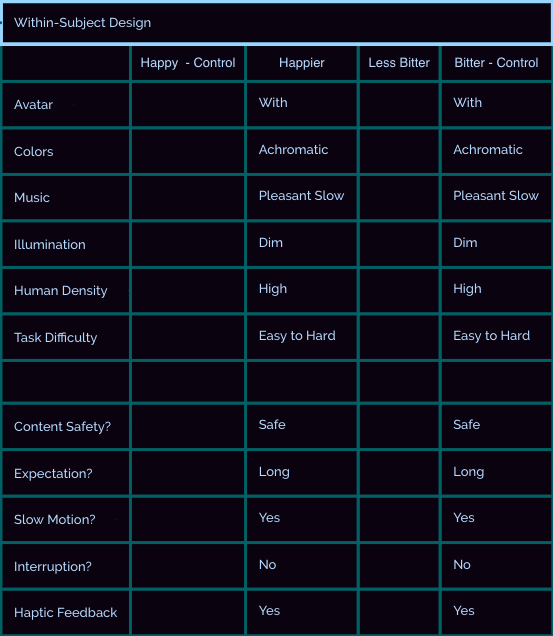 Within-Subject Design
Happy - Control Happier Less Bitter Bitter - Control
Avatar With With
Colors Achromatic Achromatic
Music Pleasant Slow Pleasant Slow
Illumination Dim Dim
Human Density High High
Task Difficulty Easy to Hard Easy to Hard
Content Safety? Safe Safe
Expectation? Long Long
Slow Motion? Yes Yes
Interruption? No No
Haptic Feedback Yes Yes